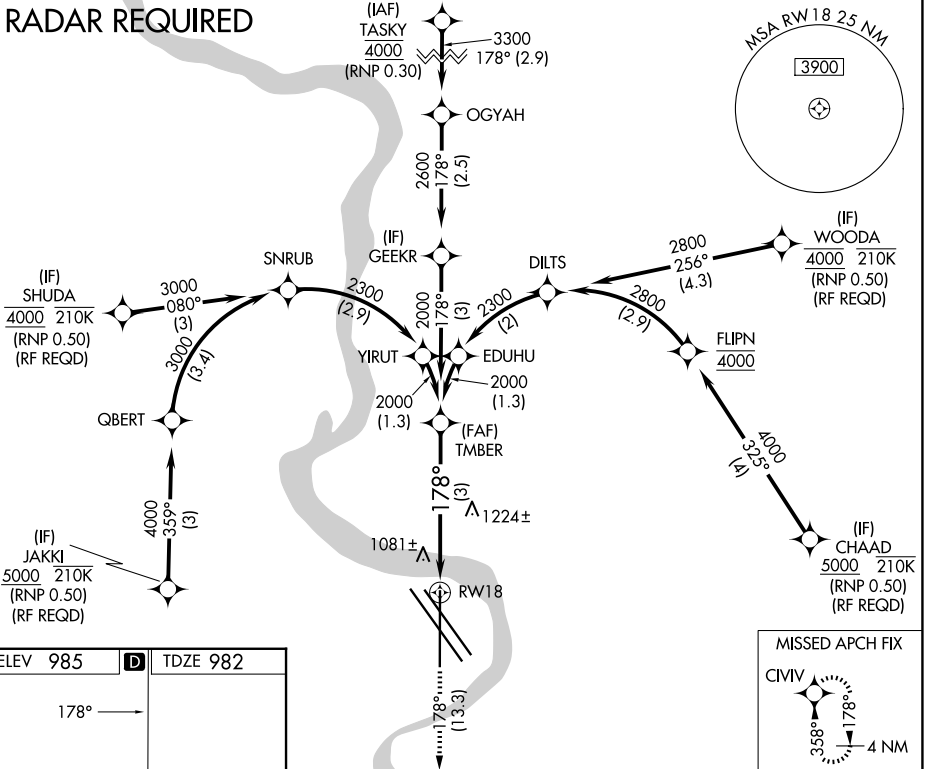 RADAR REQUIRED
(IAF)
TASKY
4000
(RNP 0.30)
3300
178° (2.9)
OGYAH
2600
178°
(2.5)
MSA RW18 25 NM
3900
(IF)
GEEKR
2000
178°
(3)
SNRUB
(IF)
SHUDA
4000 210K
(RNP 0.50)
(RF REQD)
3000
080°
(3)
2300
(2.9)
3000
(3.4)
QBERT
4000
359°
(3)
(IF)
JAKKI
5000 210K
(RNP 0.50)
(RF REQD)
DILTS
2800
256°
(4.3)
(IF)
WOODA
4000 210K
(RNP 0.50)
(RF REQD)
2300
(2)
2800
(2.9)
FLIPN
4000
4000
325°
(4)
(IF)
CHAAD
5000 210K
(RNP 0.50)
(RF REQD)
YIRUT
EDUHU
2000
(1.3)
2000
(1.3)
(FAF)
TMBER
178°
(3)
1224±
1081±
RW18
178°
(13.3)
ELEV 985
D
TDZE 982
178°
MISSED APCH FIX
CIVIV
358°
178°
4 NM